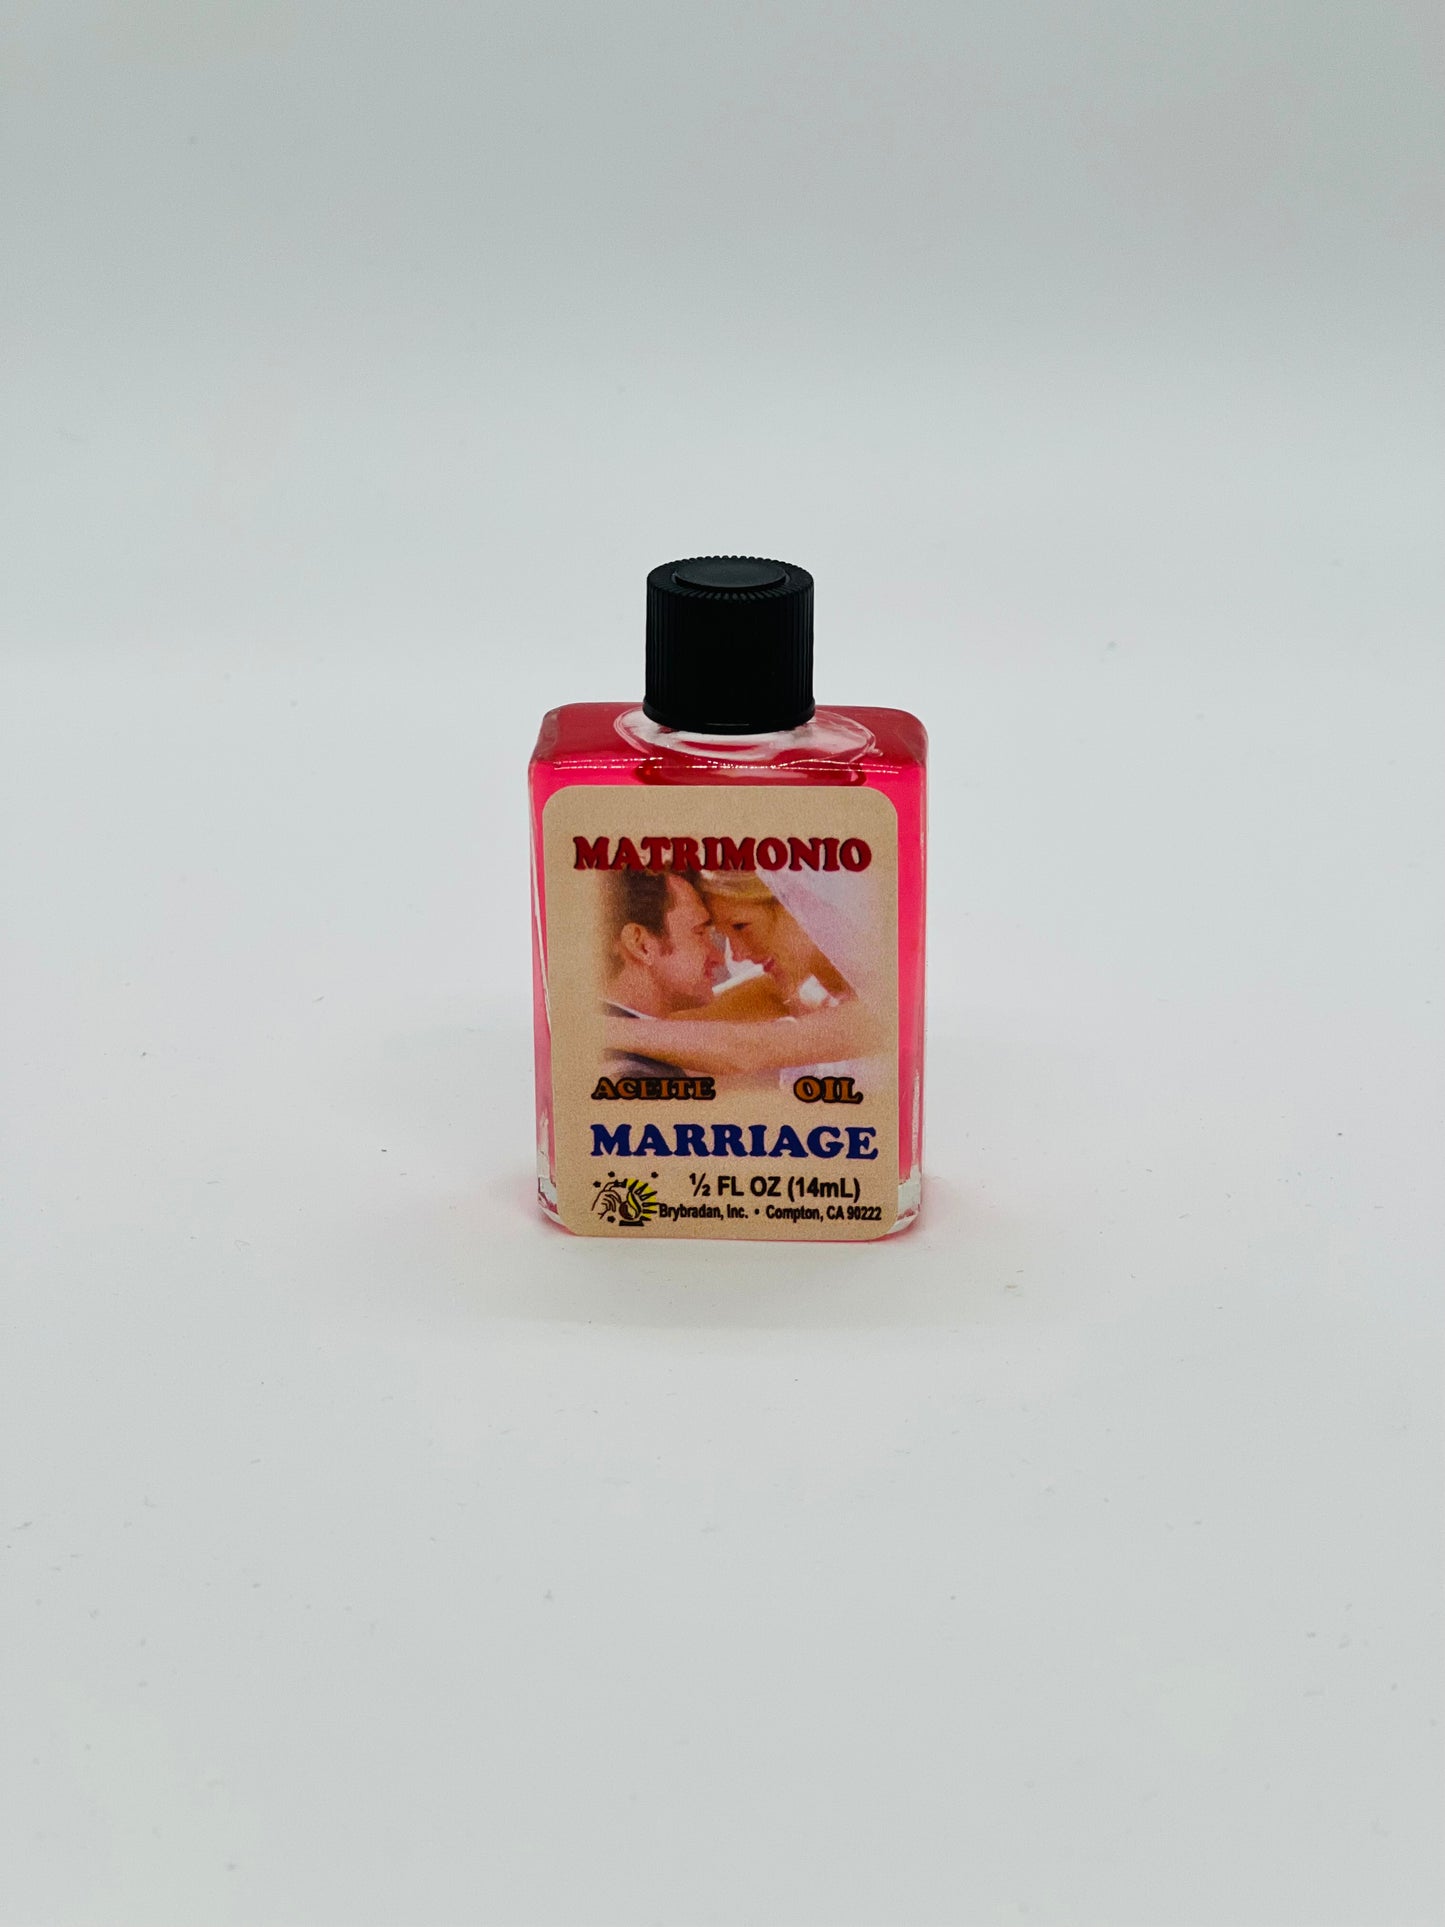 MATRIMONIO
ACEITE OIL
MARRIAGE
½ FL OZ (14mL)
Brybradan, Inc. • Compton, CA 90222